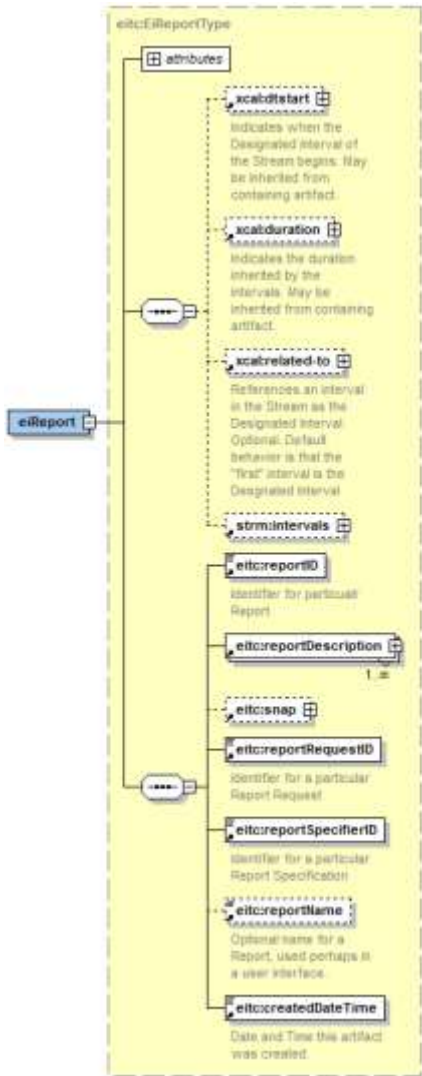 eitc:EiReportType
attributes
xcal:dtstart
Indicates when the
Designated Interval of
the Stream begins. May
be inherited from
containing artifact.
xcal:duration
Indicates the duration
inherited by the
intervals. May be
inherited from containing
artifact.
xcal:related-to
References an interval
in the Stream as the
Designated Interval.
Optional. Default
behavior is that the
"first" interval is the
Designated Interval
eiReport
strm:intervals
eitc:reportID
Identifier for particualr
Report
eitc:reportDescription
1..∞
eitc:snap
eitc:reportRequestID
Identifier for a particular
Report Request
eitc:reportSpecifierID
Identifier for a particular
Report Specification
eitc:reportName
Optional name for a
Report, used perhaps in
a user interface.
eitc:createdDateTime
Date and Time this artifact
was created.